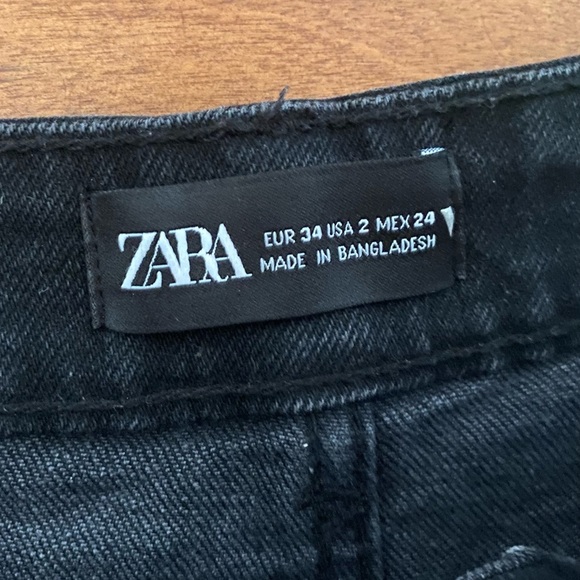 ZARA
EUR 34 USA 2 MEX 24
MADE IN BANGLADESH